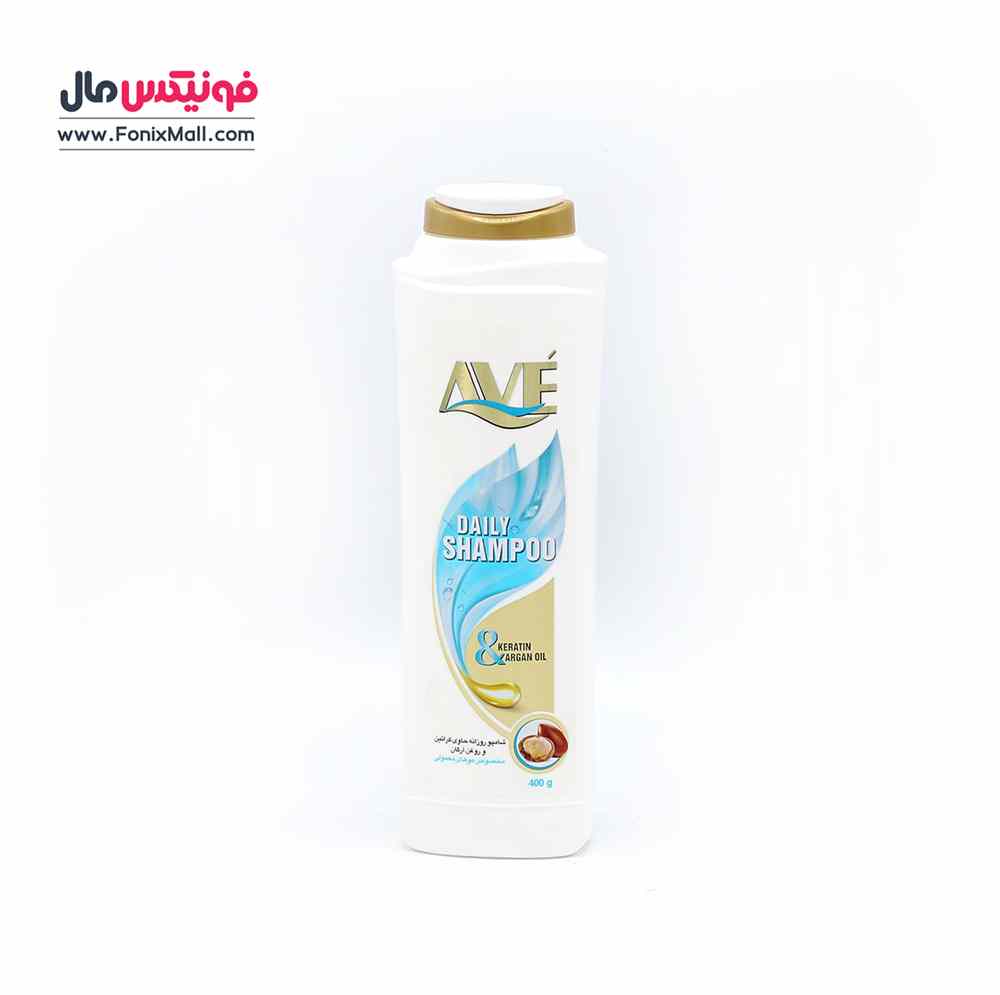 فونیکس مال
www.FonixMall.com
AVÉ
DAILY
SHAMPOO
& KERATIN
ARGAN OIL
شامپو روزانه حاوی کراتین
و روغن آرگان
مخصوص موهای معمولی
400 g